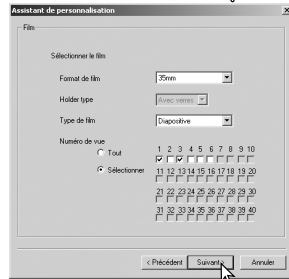 Assistant de personnalisation
Film
Sélectionner le film
Format de film 35mm
Holder type Avec verres
Type de film Diapositive
Numéro de vue
Tout
Sélectionner
1 2 3 4 5 6 7 8 9 10
11 12 13 14 15 16 17 18 19 20
21 22 23 24 25 26 27 28 29 30
31 32 33 34 35 36 37 38 39 40
< Précédent Suivant > Annuler